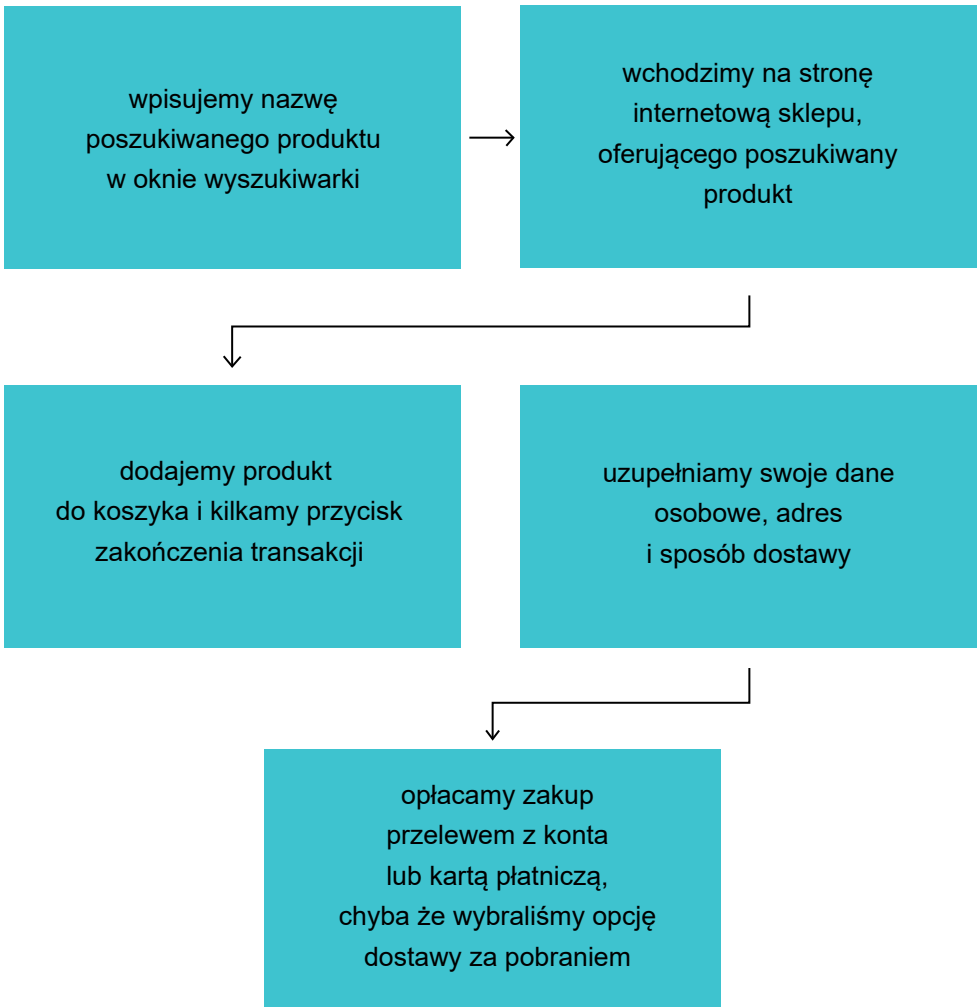 wpisujemy nazwę
poszukiwanego produktu
w oknie wyszukiwarki
wchodzimy na stronę
internetową sklepu,
oferującego poszukiwany
produkt
dodajemy produkt
do koszyka i kilkamy przycisk
zakończenia transakcji
uzupełniamy swoje dane
osobowe, adres
i sposób dostawy
opłacamy zakup
przelewem z konta
lub kartą płatniczą,
chyba że wybraliśmy opcję
dostawy za pobraniem